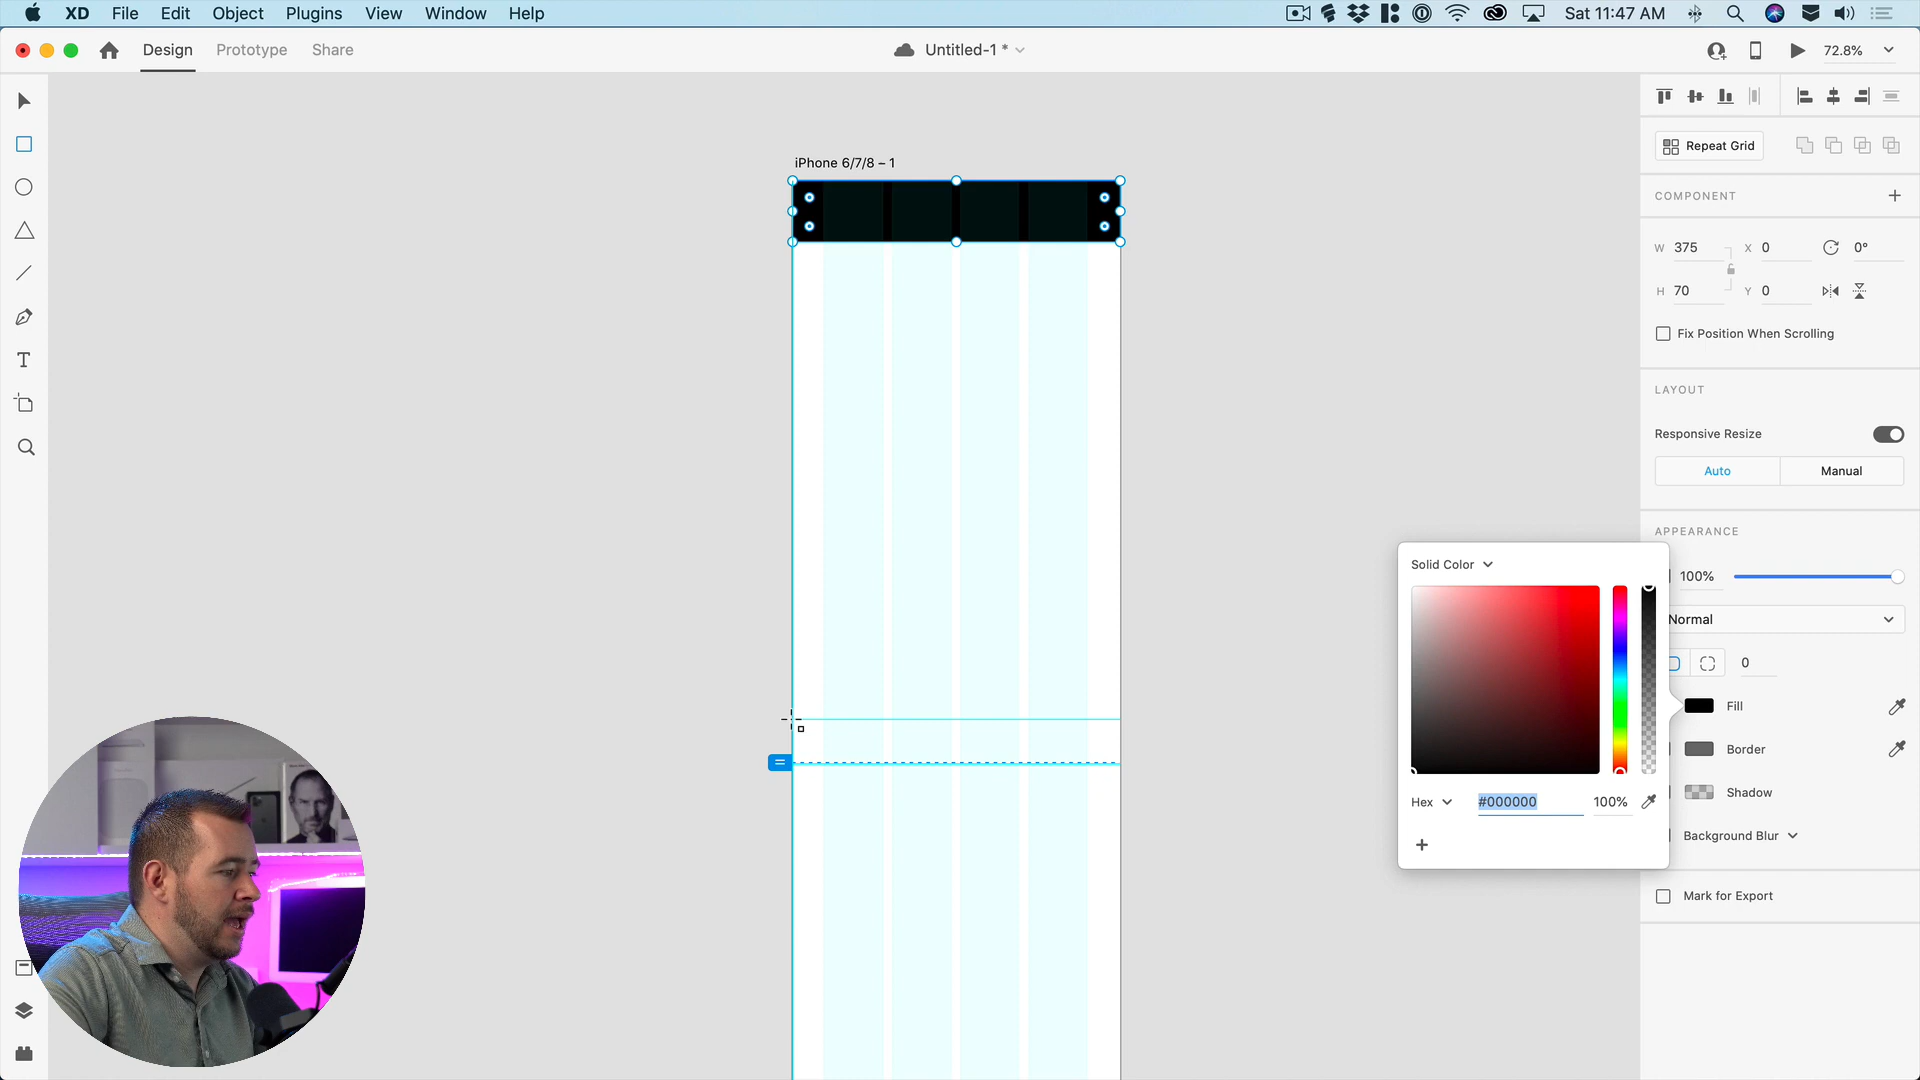 XD File Edit Object Plugins View Window Help Sat 11:47 AM
Design Prototype Share Untitled-1 * 72.8%
iPhone 6/7/8 – 1
Repeat Grid
COMPONENT
W 375 X 0 0°
H 70 Y 0
Fix Position When Scrolling
LAYOUT
Responsive Resize
Auto Manual
APPEARANCE
Solid Color
100%
Normal
0
Fill
Border
Shadow
Hex #000000 100%
Background Blur
Mark for Export